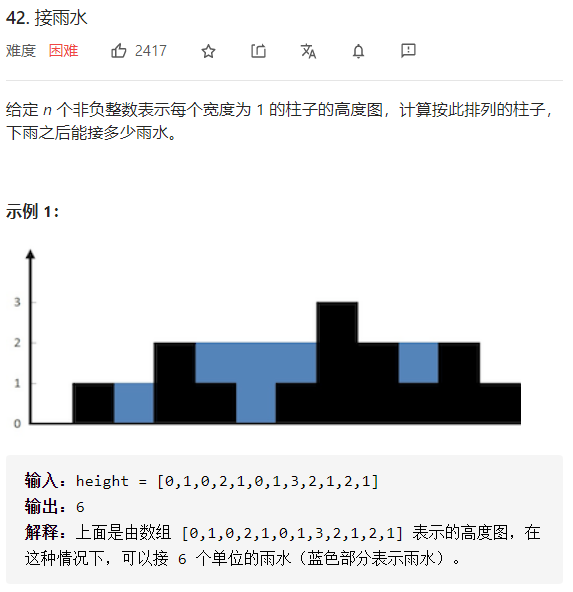 42. 接雨水
难度 困难 2417
给定 n 个非负整数表示每个宽度为 1 的柱子的高度图，计算按此排列的柱子，
下雨之后能接多少雨水。
示例 1：
3
2
1
0
输入：height = [0,1,0,2,1,0,1,3,2,1,2,1]
输出：6
解释：上面是由数组 [0,1,0,2,1,0,1,3,2,1,2,1] 表示的高度图，在
这种情况下，可以接 6 个单位的雨水（蓝色部分表示雨水）。